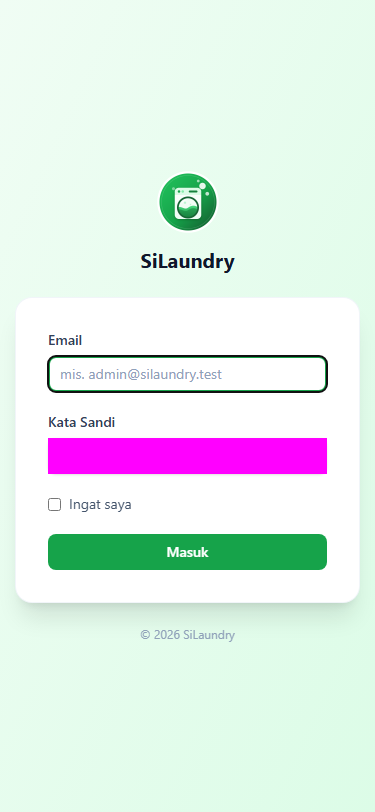 SiLaundry
Email
mis. admin@silaundry.test
Kata Sandi
Ingat saya
Masuk
© 2026 SiLaundry